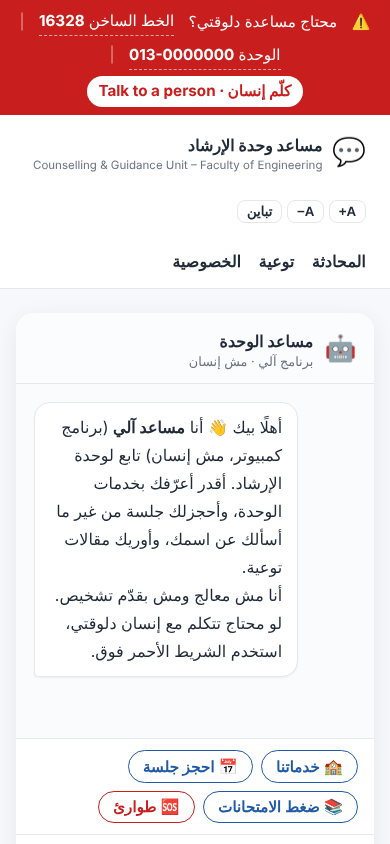 ⚠️ محتاج مساعدة دلوقتي؟ الخط الساخن 16328 |
الوحدة 013-0000000 |
كلّم إنسان · Talk to a person
💬 مساعد وحدة الإرشاد
Counselling & Guidance Unit – Faculty of Engineering
A+ A− تباين
المحادثة توعية الخصوصية
🤖 مساعد الوحدة
برنامج آلي · مش إنسان
أهلًا بيك 👋 أنا مساعد آلي (برنامج
كمبيوتر، مش إنسان) تابع لوحدة
الإرشاد. أقدر أعرّفك بخدمات
الوحدة، وأحجزلك جلسة من غير ما
أسألك عن اسمك، وأوريك مقالات
توعية.
أنا مش معالج ومش بقدّم تشخيص.
لو محتاج تتكلم مع إنسان دلوقتي،
استخدم الشريط الأحمر فوق.
🏫 خدماتنا 📅 احجز جلسة
📚 ضغط الامتحانات 🆘 طوارئ